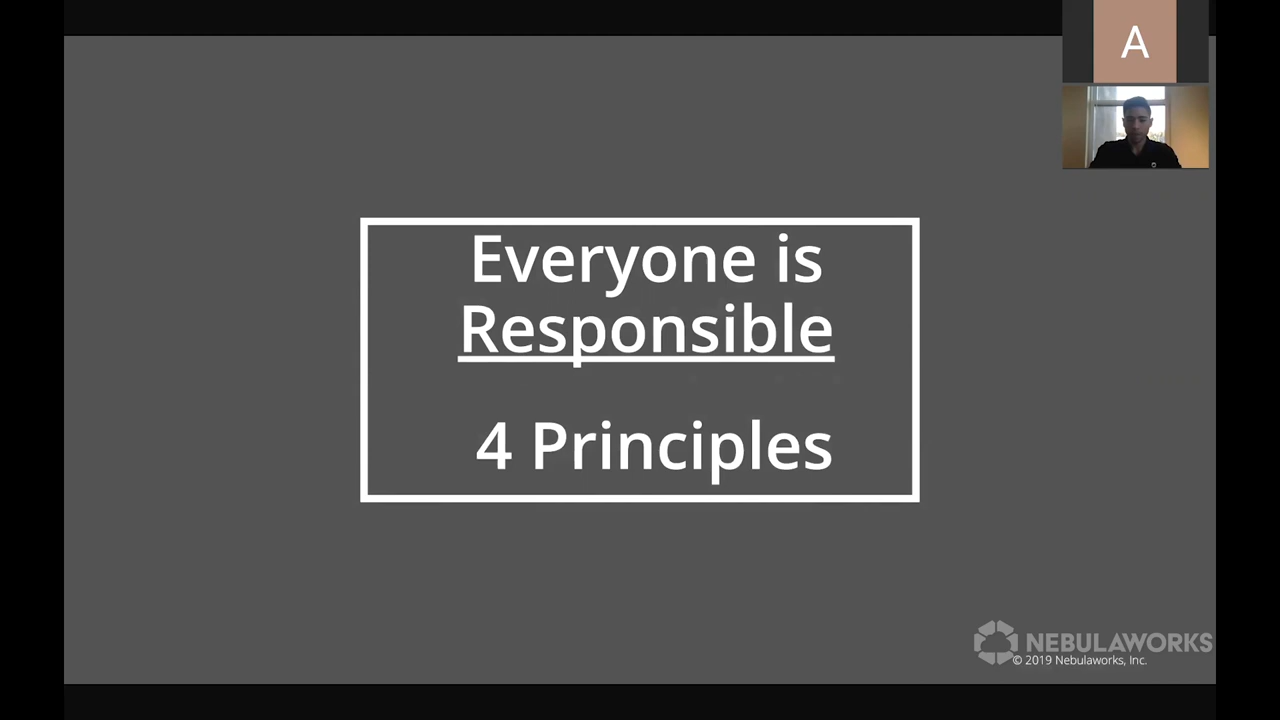 A
Everyone is
Responsible
4 Principles
NEBULAWORKS
© 2019 Nebulaworks, Inc.